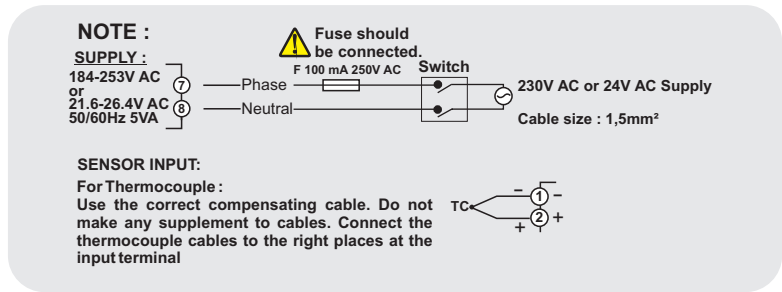 NOTE :
SUPPLY :
184-253V AC
or
21.6-26.4V AC
50/60Hz 5VA
7
8
Phase
Neutral
Fuse should
be connected.
F 100 mA 250V AC
Switch
230V AC or 24V AC Supply
Cable size : 1,5mm²
SENSOR INPUT:
For Thermocouple :
Use the correct compensating cable. Do not
make any supplement to cables. Connect the
thermocouple cables to the right places at the
input terminal
TC
– 1 –
+ 2 +